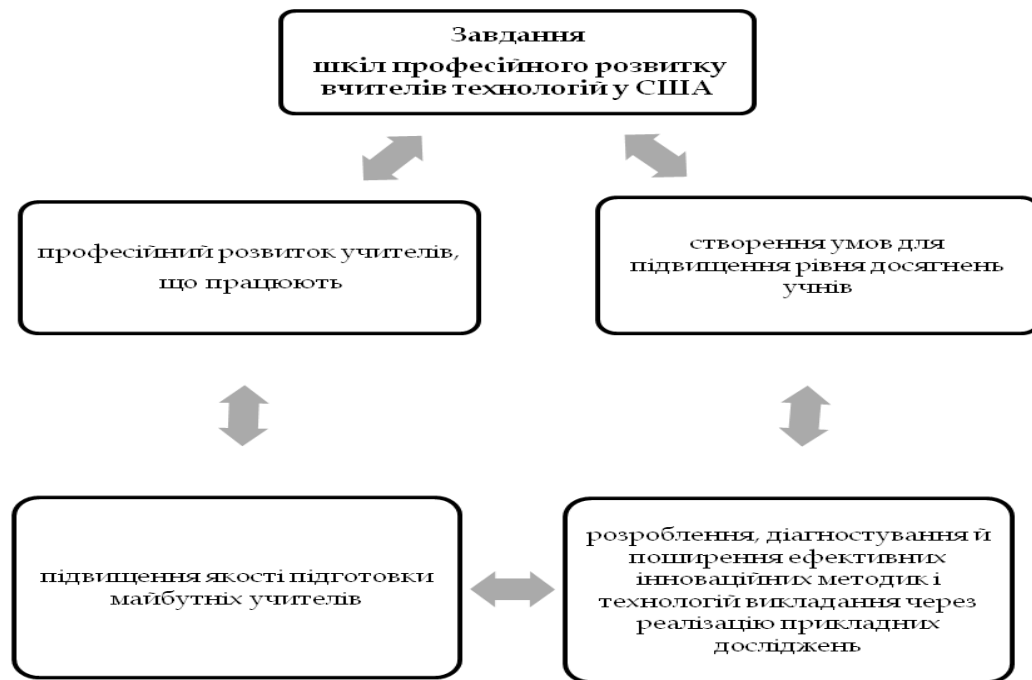 Завдання
шкіл професійного розвитку
вчителів технологій у США
професійний розвиток учителів,
що працюють
створення умов для
підвищення рівня досягнень
учнів
підвищення якості підготовки
майбутніх учителів
розроблення, діагностування й
поширення ефективних
інноваційних методик і
технологій викладання через
реалізацію прикладних
досліджень